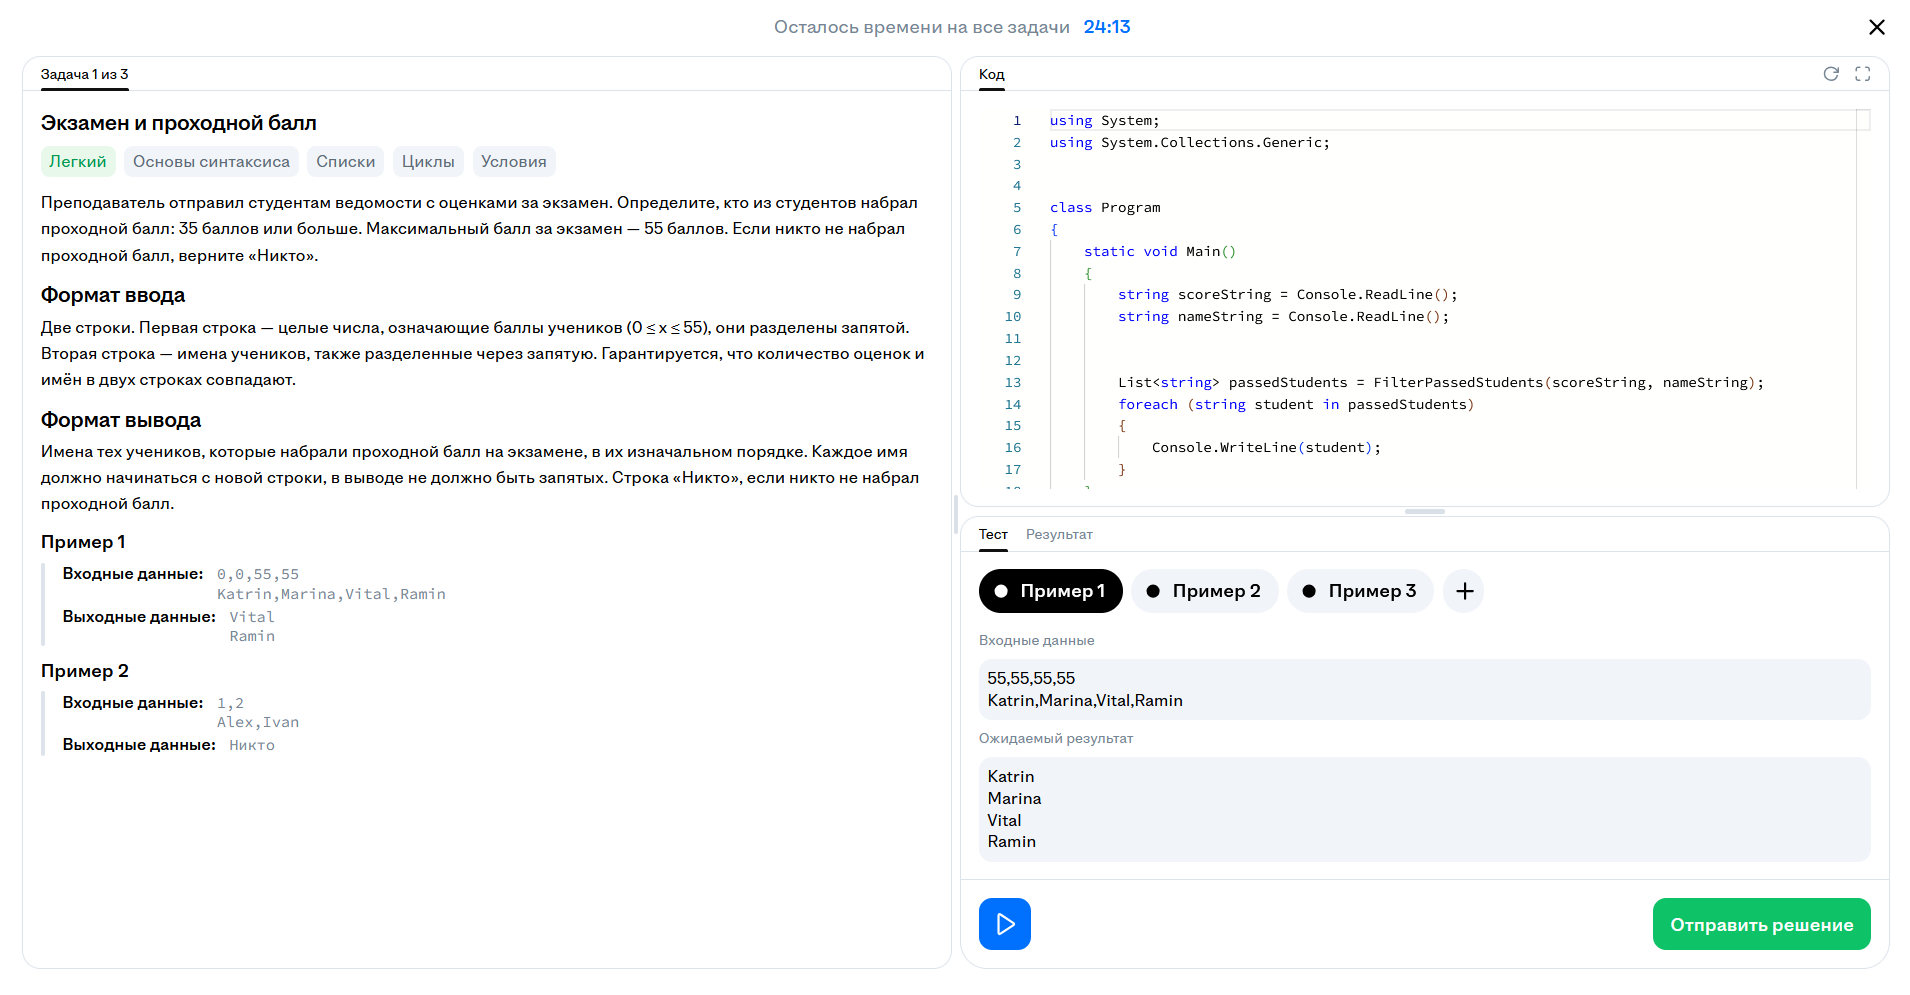 Осталось времени на все задачи 24:13
Задача 1 из 3
Экзамен и проходной балл
Легкий Основы синтаксиса Списки Циклы Условия
Преподаватель отправил студентам ведомости с оценками за экзамен. Определите, кто из студентов набрал
проходной балл: 35 баллов или больше. Максимальный балл за экзамен — 55 баллов. Если никто не набрал
проходной балл, верните «Никто».
Формат ввода
Две строки. Первая строка — целые числа, означающие баллы учеников (0 ≤ x ≤ 55), они разделены запятой.
Вторая строка — имена учеников, также разделенные через запятую. Гарантируется, что количество оценок и
имён в двух строках совпадают.
Формат вывода
Имена тех учеников, которые набрали проходной балл на экзамене, в их изначальном порядке. Каждое имя
должно начинаться с новой строки, в выводе не должно быть запятых. Строка «Никто», если никто не набрал
проходной балл.
Пример 1
Входные данные: 0,0,55,55
Katrin,Marina,Vital,Ramin
Выходные данные: Vital
Ramin
Пример 2
Входные данные: 1,2
Alex,Ivan
Выходные данные: Никто
Код
1 using System;
2 using System.Collections.Generic;
3
4
5 class Program
6 {
7 static void Main()
8 {
9 string scoreString = Console.ReadLine();
10 string nameString = Console.ReadLine();
11
12
13 List<string> passedStudents = FilterPassedStudents(scoreString, nameString);
14 foreach (string student in passedStudents)
15 {
16 Console.WriteLine(student);
17 }
Тест Результат
Пример 1 Пример 2 Пример 3 +
Входные данные
55,55,55,55
Katrin,Marina,Vital,Ramin
Ожидаемый результат
Katrin
Marina
Vital
Ramin
Отправить решение